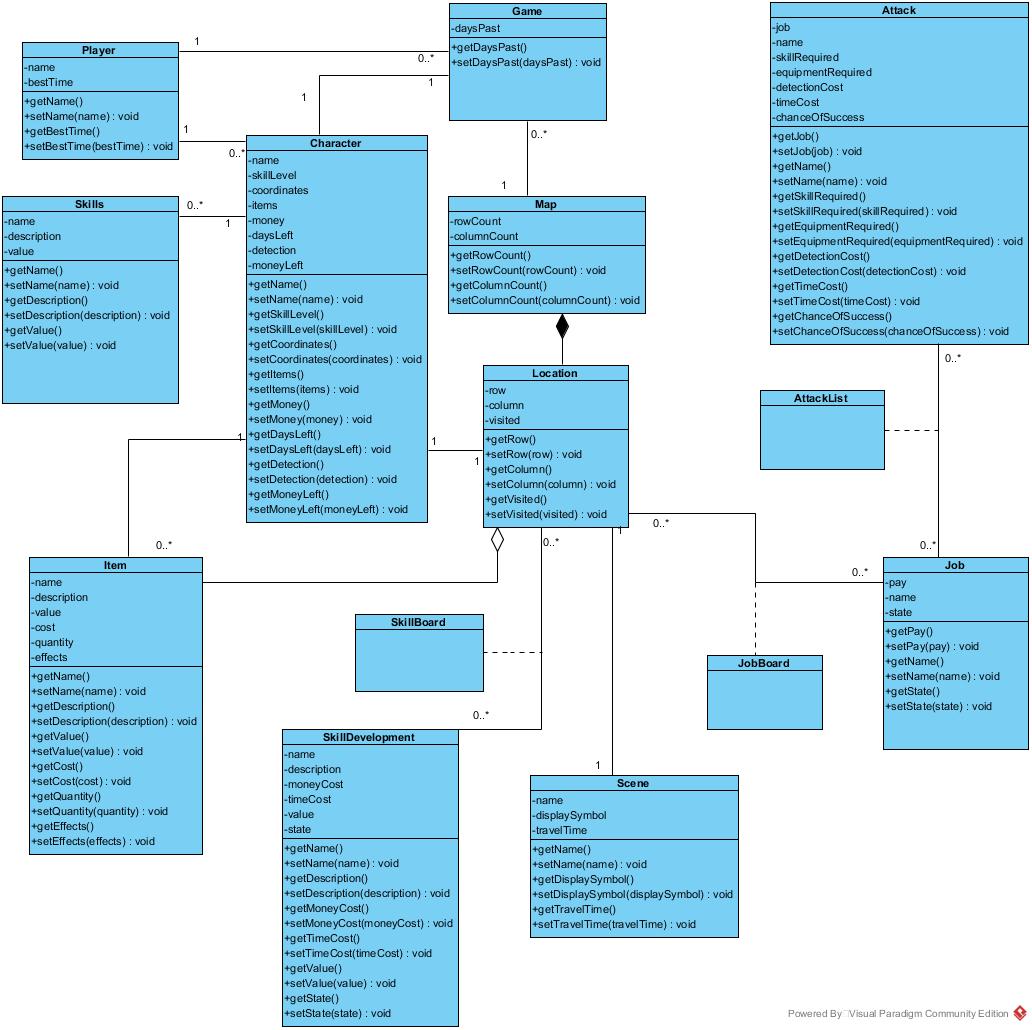 Game
-daysPast
+getDaysPast()
+setDaysPast(daysPast) : void
Attack
-job
-name
-skillRequired
-equipmentRequired
-detectionCost
-timeCost
-chanceOfSuccess
+getJob()
+setJob(job) : void
+getName()
+setName(name) : void
+getSkillRequired()
+setSkillRequired(skillRequired) : void
+getEquipmentRequired()
+setEquipmentRequired(equipmentRequired) : void
+getDetectionCost()
+setDetectionCost(detectionCost) : void
+getTimeCost()
+setTimeCost(timeCost) : void
+getChanceOfSuccess()
+setChanceOfSuccess(chanceOfSuccess) : void
Player
-name
-bestTime
+getName()
+setName(name) : void
+getBestTime()
+setBestTime(bestTime) : void
1
0..*
1
1
1
0..*
0..*
1
Character
-name
-skillLevel
-coordinates
-items
-money
-daysLeft
-detection
-moneyLeft
+getName()
+setName(name) : void
+getSkillLevel()
+setSkillLevel(skillLevel) : void
+getCoordinates()
+setCoordinates(coordinates) : void
+getItems()
+setItems(items) : void
+getMoney()
+setMoney(money) : void
+getDaysLeft()
+setDaysLeft(daysLeft) : void
+getDetection()
+setDetection(detection) : void
+getMoneyLeft()
+setMoneyLeft(moneyLeft) : void
Skills
-name
-description
-value
+getName()
+setName(name) : void
+getDescription()
+setDescription(description) : void
+getValue()
+setValue(value) : void
0..*
1
Map
-rowCount
-columnCount
+getRowCount()
+setRowCount(rowCount) : void
+getColumnCount()
+setColumnCount(columnCount) : void
Location
-row
-column
-visited
+getRow()
+setRow(row) : void
+getColumn()
+setColumn(column) : void
+getVisited()
+setVisited(visited) : void
0..*
AttackList
1
1
1
0..*
0..*
1
0..*
0..*
0..*
Item
-name
-description
-value
-cost
-quantity
-effects
+getName()
+setName(name) : void
+getDescription()
+setDescription(description) : void
+getValue()
+setValue(value) : void
+getCost()
+setCost(cost) : void
+getQuantity()
+setQuantity(quantity) : void
+getEffects()
+setEffects(effects) : void
Job
-pay
-name
-state
+getPay()
+setPay(pay) : void
+getName()
+setName(name) : void
+getState()
+setState(state) : void
SkillBoard
JobBoard
0..*
SkillDevelopment
-name
-description
-moneyCost
-timeCost
-value
-state
+getName()
+setName(name) : void
+getDescription()
+setDescription(description) : void
+getMoneyCost()
+setMoneyCost(moneyCost) : void
+getTimeCost()
+setTimeCost(timeCost) : void
+getValue()
+setValue(value) : void
+getState()
+setState(state) : void
1
Scene
-name
-displaySymbol
-travelTime
+getName()
+setName(name) : void
+getDisplaySymbol()
+setDisplaySymbol(displaySymbol) : void
+getTravelTime()
+setTravelTime(travelTime) : void
Powered By Visual Paradigm Community Edition